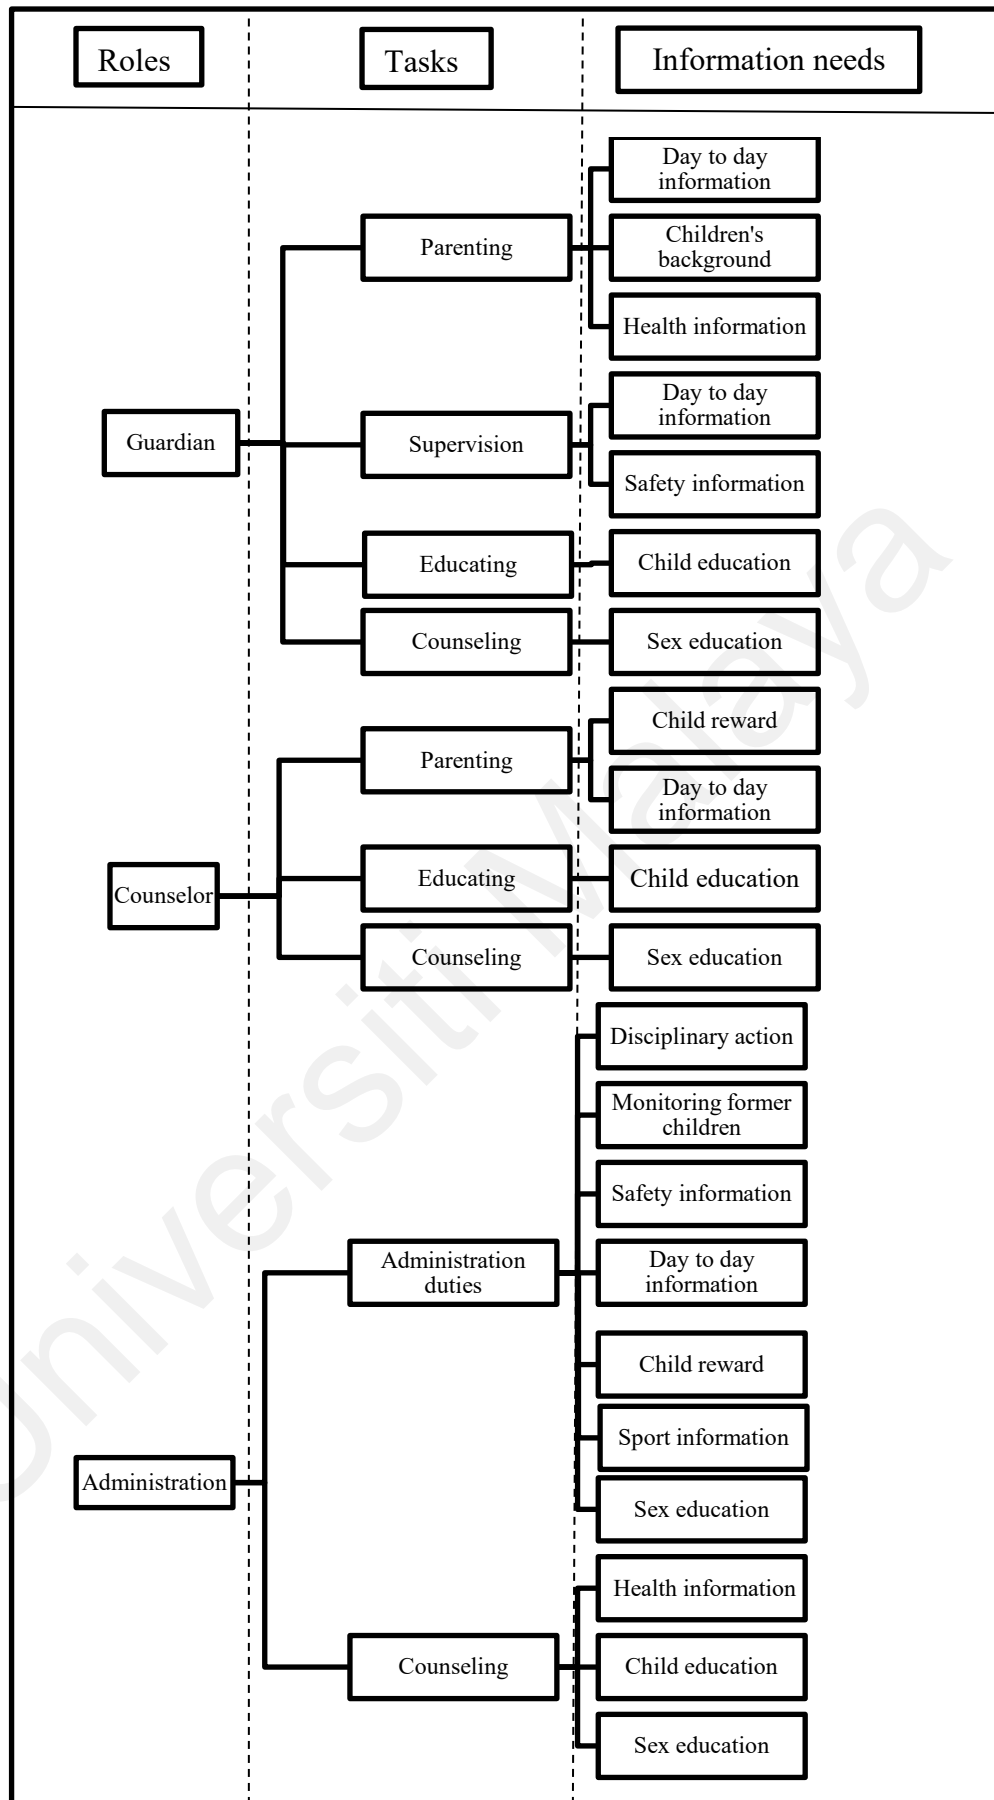 Roles
Tasks
Information needs
Day to day
information
Parenting
Children's
background
Health information
Day to day
information
Guardian
Supervision
Safety information
Educating
Child education
Counseling
Sex education
Child reward
Parenting
Day to day
information
Counselor
Educating
Child education
Counseling
Sex education
Disciplinary action
Monitoring former
children
Safety information
Administration
duties
Day to day
information
Child reward
Sport information
Administration
Sex education
Health information
Counseling
Child education
Sex education
Universiti Malaya